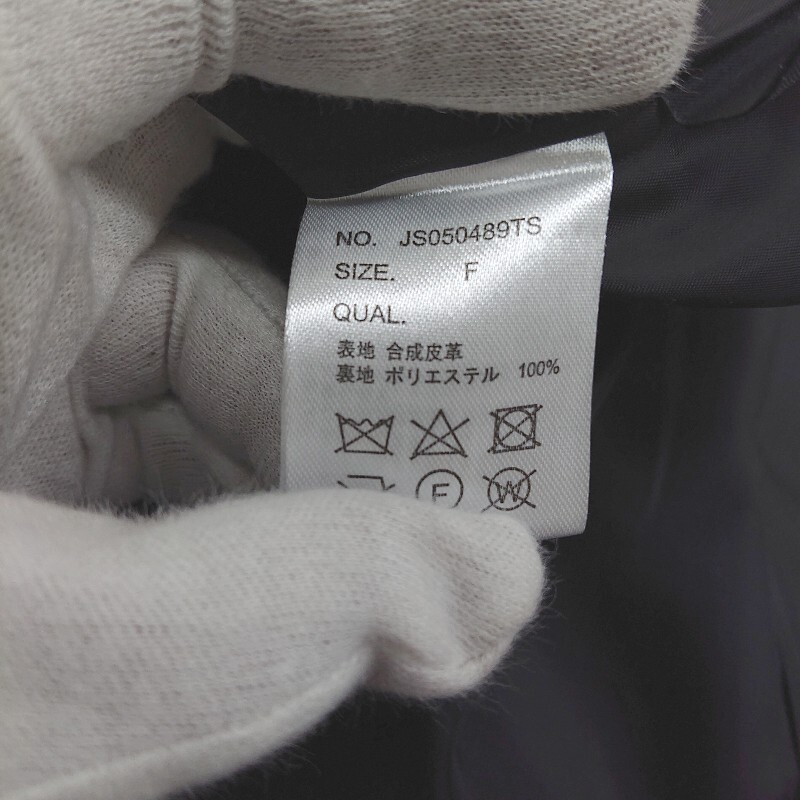 NO. JS050489TS
SIZE. F
QUAL.
表地 合成皮革
裏地 ポリエステル 100%
F W